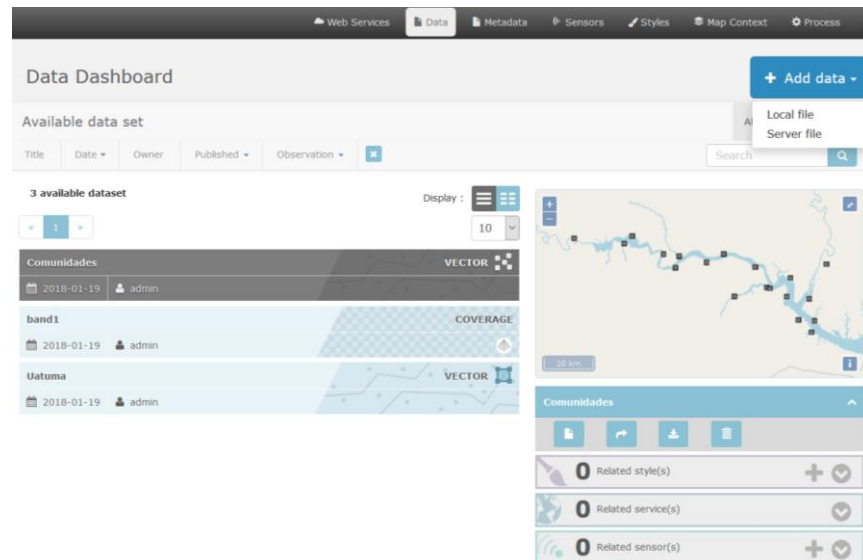 Web Services Data Metadata Sensors Styles Map Context Process
Data Dashboard
+ Add data
Local file
Server file
Available data set
Title Date Owner Published Observation
Search
3 available dataset
Display :
« 1 »
10
Comunidades VECTOR
2018-01-19 admin
band1 COVERAGE
2018-01-19 admin
Uatuma VECTOR
2018-01-19 admin
20 km
Comunidades
0 Related style(s)
0 Related service(s)
0 Related sensor(s)